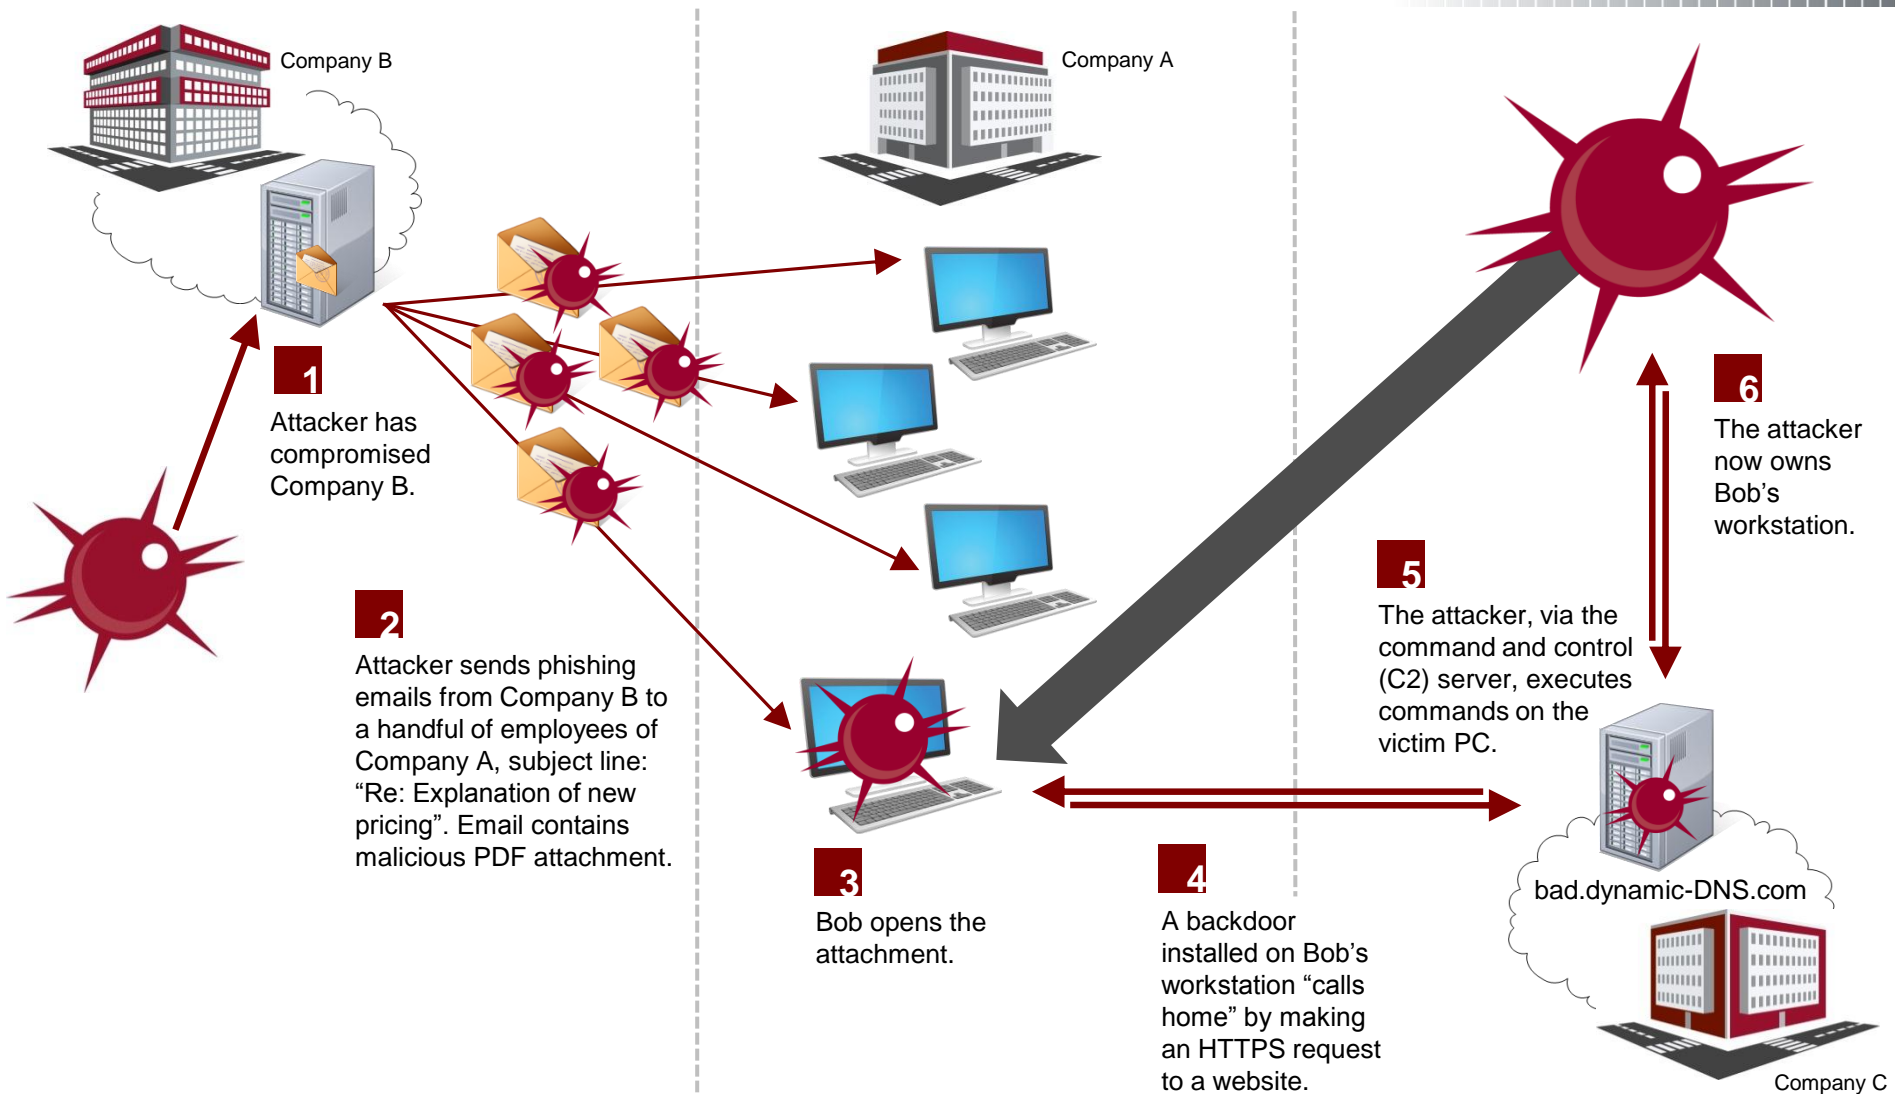 Company B
Company A
1
Attacker has
compromised
Company B.
2
Attacker sends phishing
emails from Company B to
a handful of employees of
Company A, subject line:
“Re: Explanation of new
pricing”. Email contains
malicious PDF attachment.
3
Bob opens the
attachment.
4
A backdoor
installed on Bob’s
workstation “calls
home” by making
an HTTPS request
to a website.
5
The attacker, via the
command and control
(C2) server, executes
commands on the
victim PC.
6
The attacker
now owns
Bob’s
workstation.
bad.dynamic-DNS.com
Company C